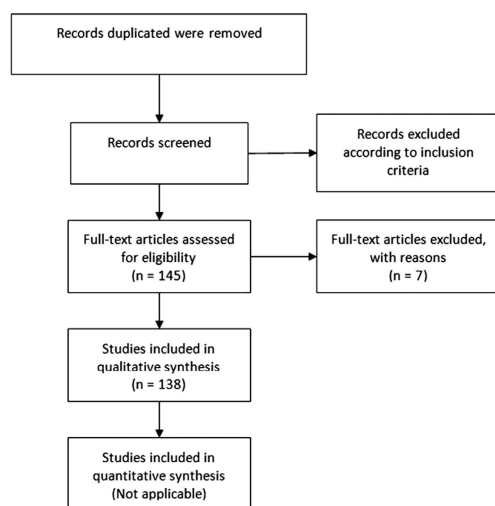 Records duplicated were removed
Records screened
Records excluded
according to inclusion
criteria
Full-text articles assessed
for eligibility
(n = 145)
Full-text articles excluded,
with reasons
(n = 7)
Studies included in
qualitative synthesis
(n = 138)
Studies included in
quantitative synthesis
(Not applicable)